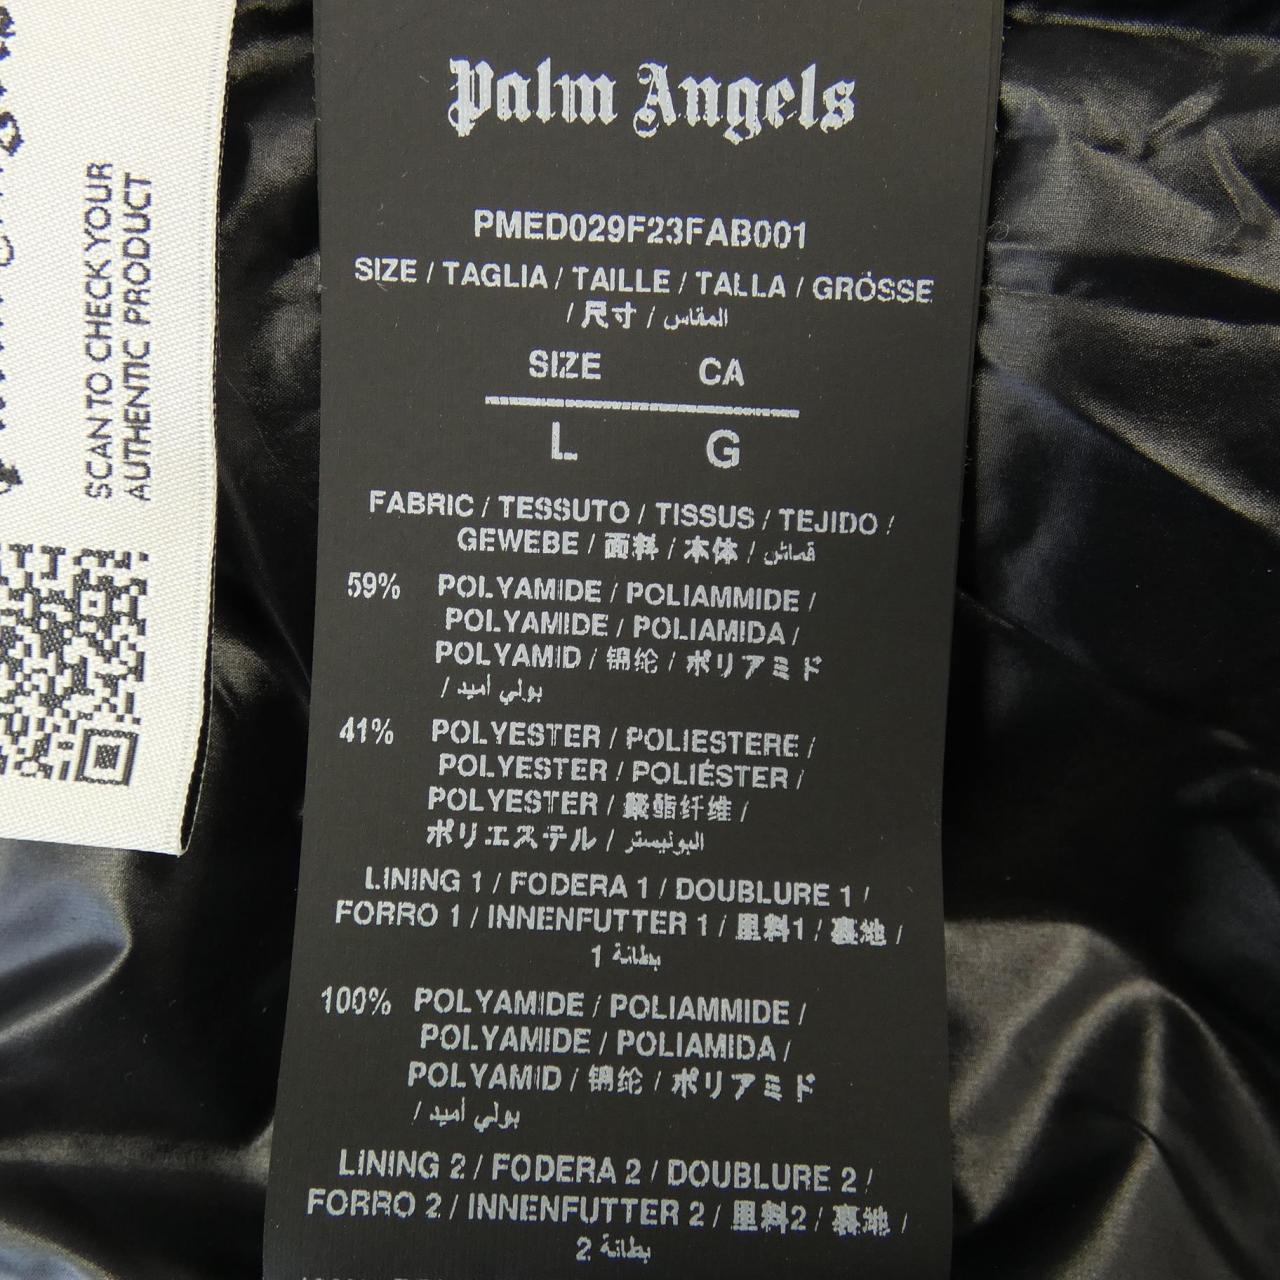 SCAN TO CHECK YOUR
AUTHENTIC PRODUCT
Palm Angels
PMED029F23FAB001
SIZE / TAGLIA / TAILLE / TALLA / GRÖSSE
/ 尺寸 / المقاس
SIZE CA
L G
FABRIC / TESSUTO / TISSUS / TEJIDO /
GEWEBE / 面料 / 本体 / قماش
59% POLYAMIDE / POLIAMMIDE /
POLYAMIDE / POLIAMIDA /
POLYAMID / 锦纶 / ポリアミド
/ بولي أميد
41% POLYESTER / POLIESTERE /
POLYESTER / POLIÉSTER /
POLYESTER / 聚酯纤维 /
ポリエステル / البوليستر
LINING 1 / FODERA 1 / DOUBLURE 1 /
FORRO 1 / INNENFUTTER 1 / 里料1 / 裏地 /
بطانة 1
100% POLYAMIDE / POLIAMMIDE /
POLYAMIDE / POLIAMIDA /
POLYAMID / 锦纶 / ポリアミド
/ بولي أميد
LINING 2 / FODERA 2 / DOUBLURE 2 /
FORRO 2 / INNENFUTTER 2 / 里料2 / 裏地 /
بطانة 2